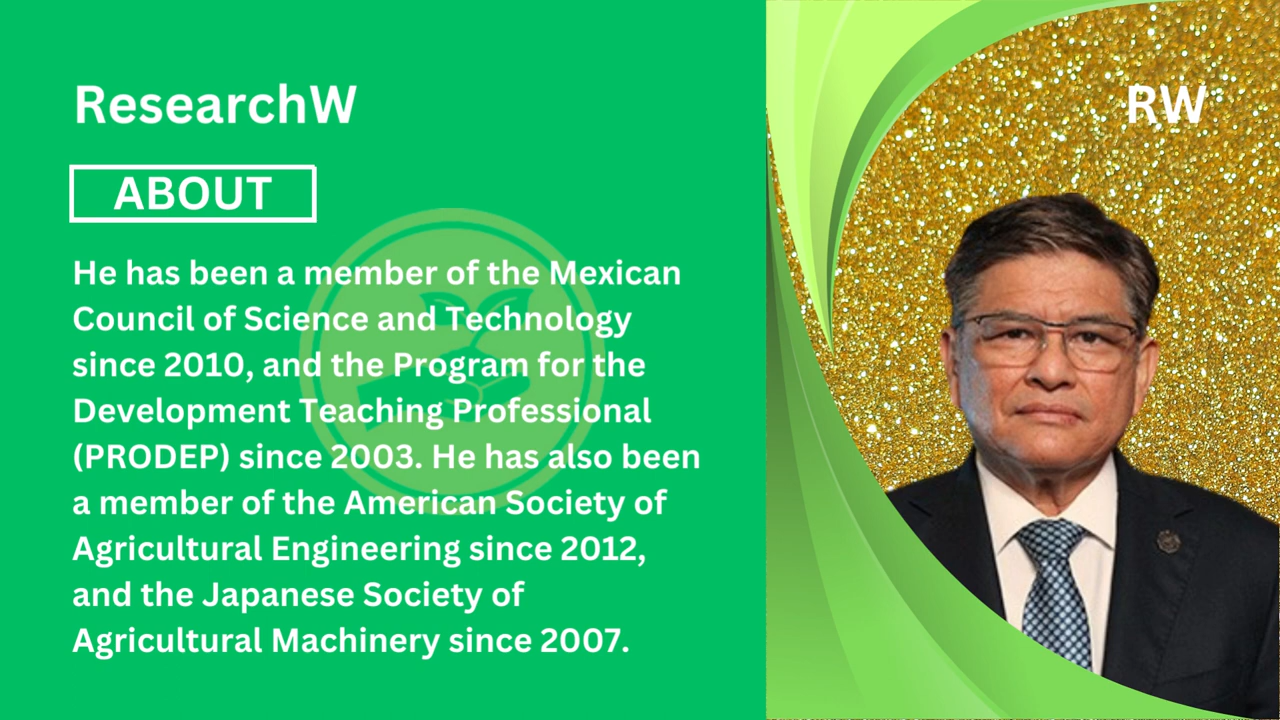 ResearchW
RW
ABOUT
He has been a member of the Mexican
Council of Science and Technology
since 2010, and the Program for the
Development Teaching Professional
(PRODEP) since 2003. He has also been
a member of the American Society of
Agricultural Engineering since 2012,
and the Japanese Society of
Agricultural Machinery since 2007.